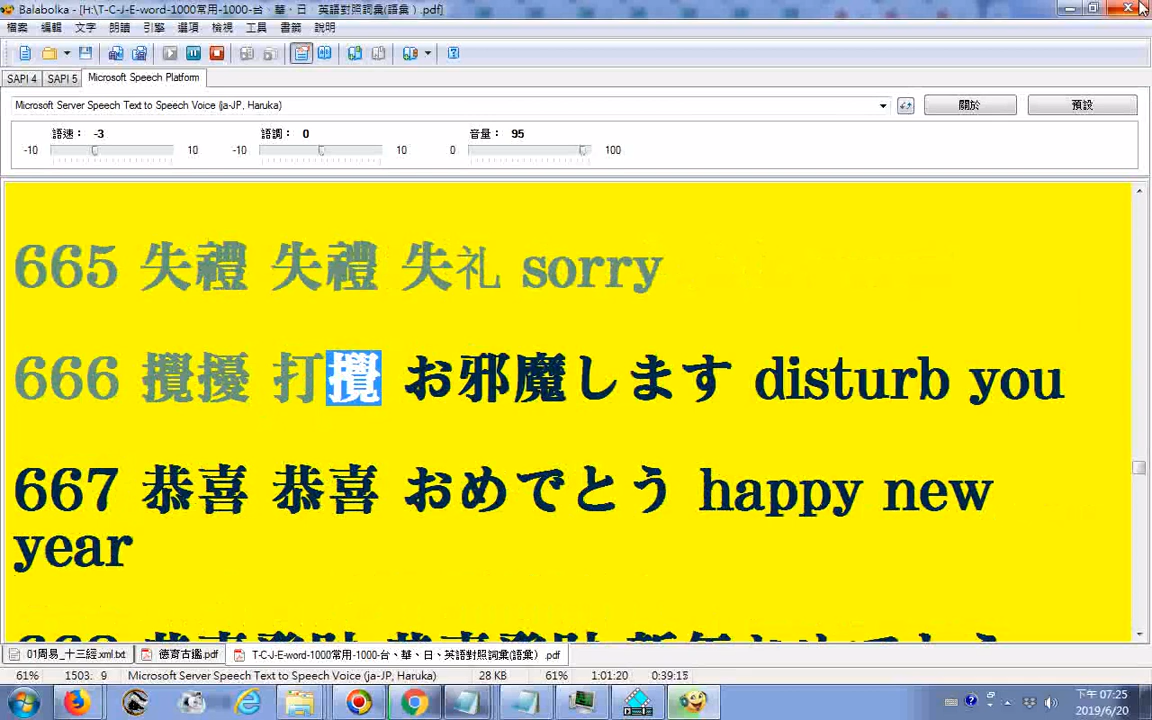 Balabolka - [H:\T-C-J-E-word-1000常用-1000-台、華、日、英語對照詞彙(語彙).pdf]
檔案 編輯 文字 朗讀 引擎 選項 檢視 工具 書籤 說明
SAPI 4 SAPI 5 Microsoft Speech Platform
Microsoft Server Speech Text to Speech Voice (ja-JP, Haruka) 關於 預設
語速： -3 語調： 0 音量： 95
-10 10 -10 10 0 100
665 失禮 失禮 失礼 sorry
666 攪擾 打攪 お邪魔します disturb you
667 恭喜 恭喜 おめでとう happy new
year
01周易_十三經.xml.txt 德育古鑑.pdf T-C-J-E-word-1000常用-1000-台、華、日、英語對照詞彙(語彙）.pdf
61% 1503: 9 Microsoft Server Speech Text to Speech Voice (ja-JP, Haruka) 28 KB 61% 1:01:20 0:39:15
下午 07:25
2019/6/20